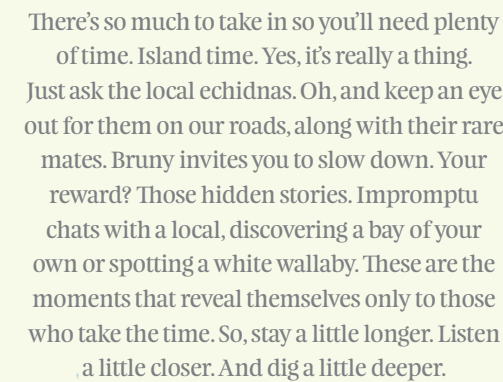 There's so much to take in so you'll need plenty
of time. Island time. Yes, it's really a thing.
Just ask the local echidnas. Oh, and keep an eye
out for them on our roads, along with their rare
mates. Bruny invites you to slow down. Your
reward? Those hidden stories. Impromptu
chats with a local, discovering a bay of your
own or spotting a white wallaby. These are the
moments that reveal themselves only to those
who take the time. So, stay a little longer. Listen
a little closer. And dig a little deeper.